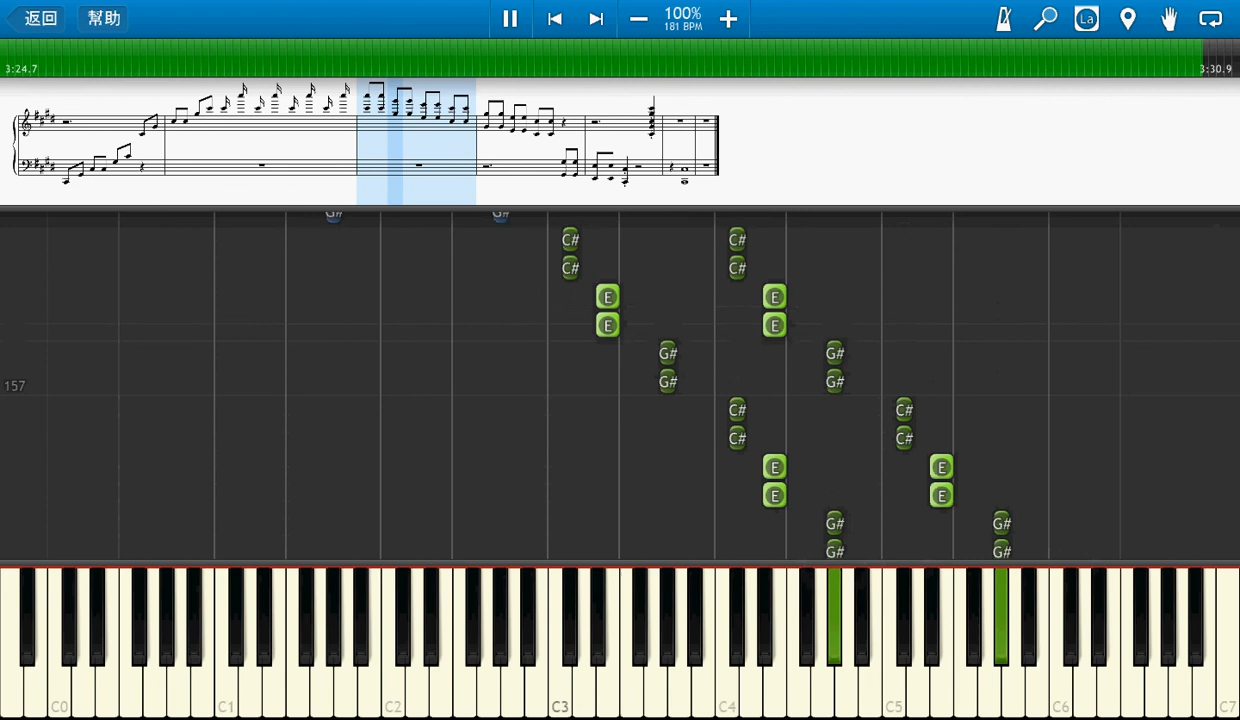 返回 幫助 100% La
181 BPM
3:24.7 3:30.9
G# G#
C# C#
C# C#
E E
E E
G# G#
G# G#
157
C# C#
C# C#
E E
E E
G# G#
G# G#
C0 C1 C2 C3 C4 C5 C6 C7